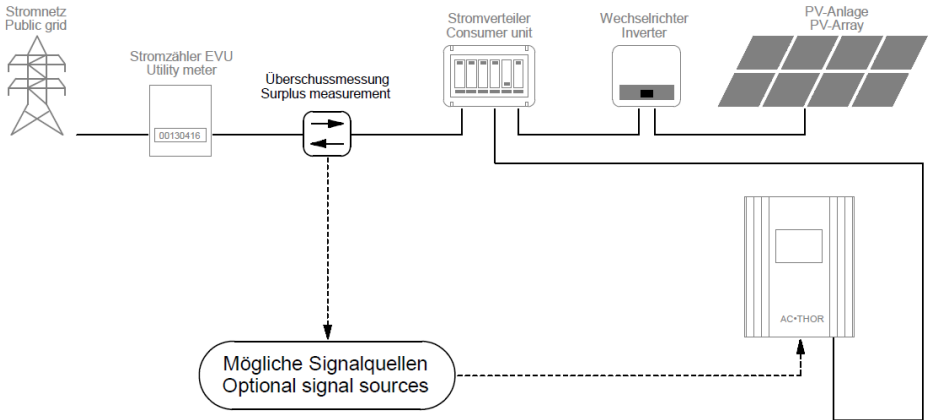 Stromnetz
Public grid
Stromzähler EVU
Utility meter
00130416
Überschussmessung
Surplus measurement
Stromverteiler
Consumer unit
Wechselrichter
Inverter
PV-Anlage
PV-Array
AC•THOR
Mögliche Signalquellen
Optional signal sources